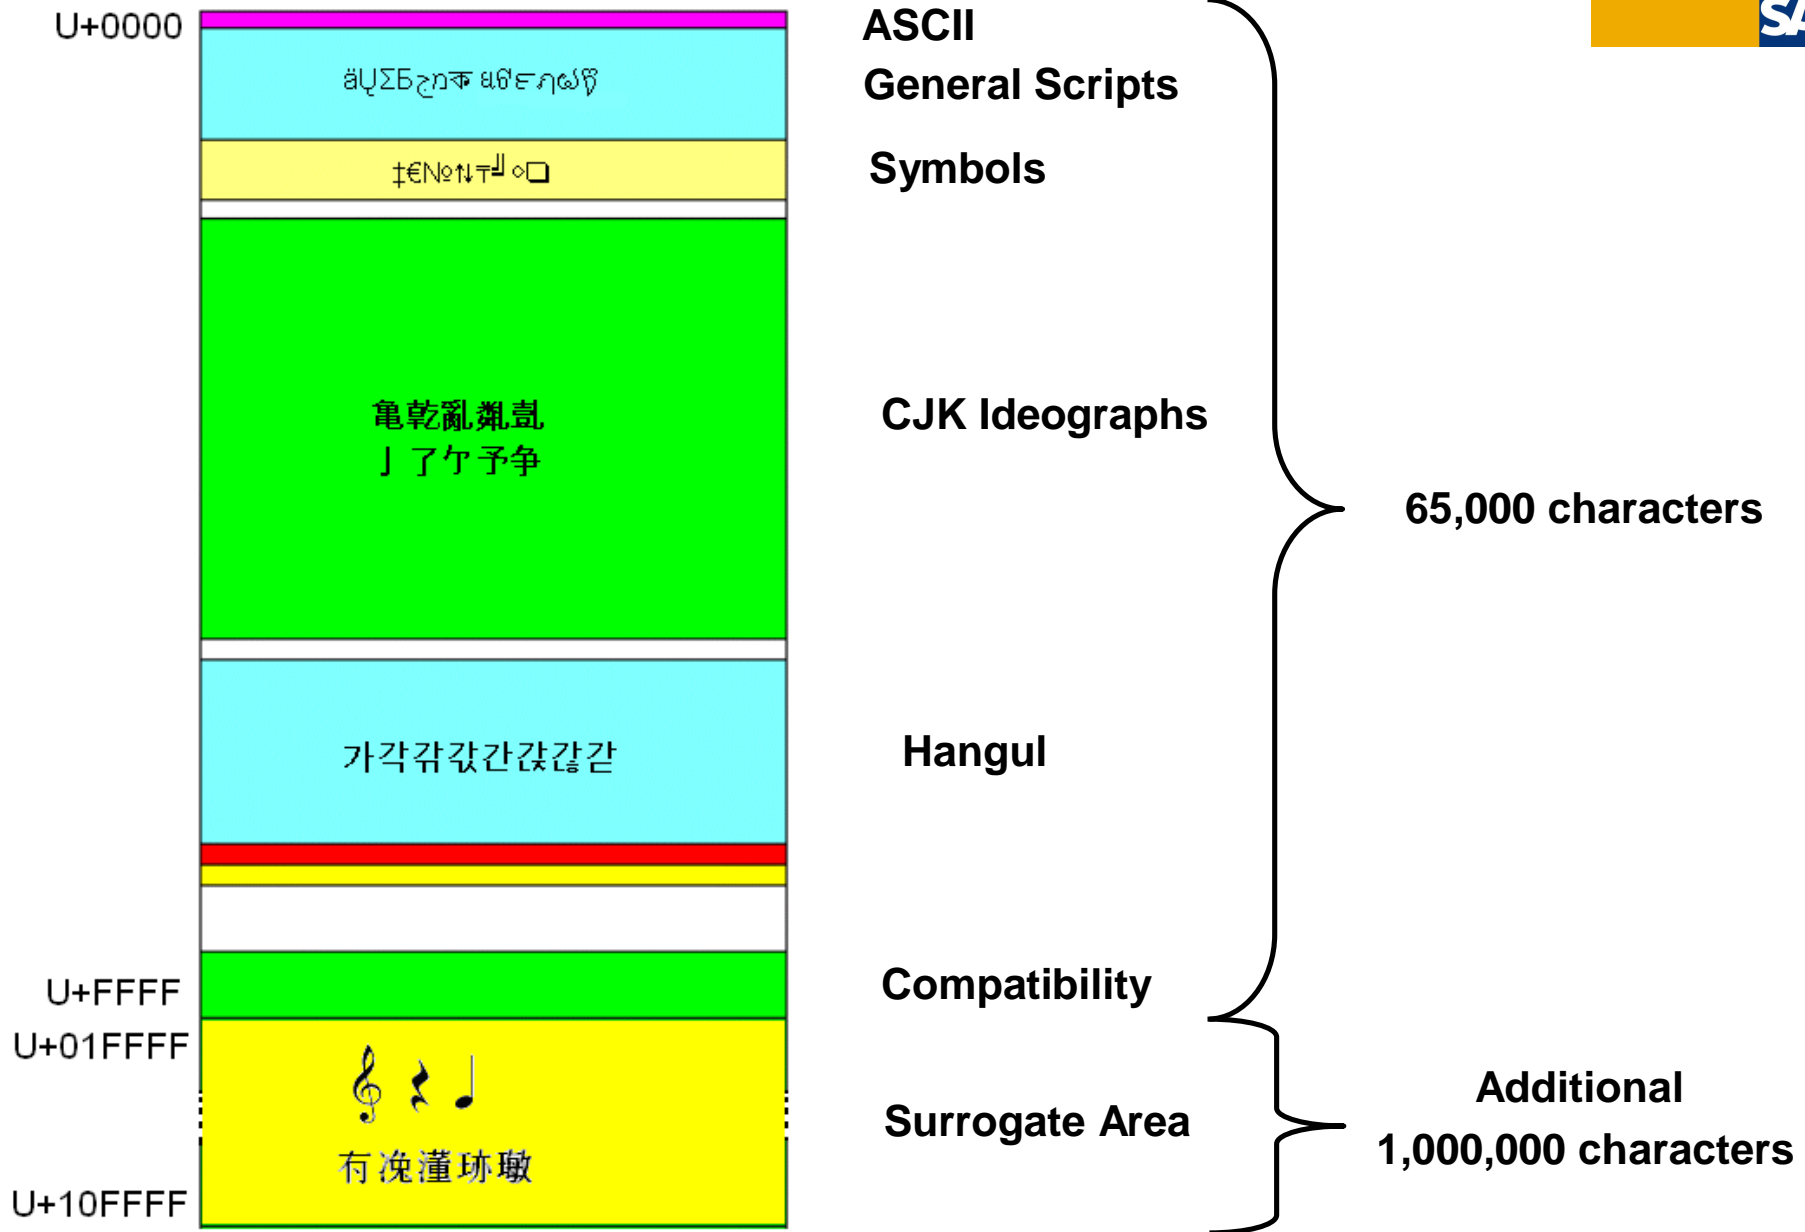 U+0000
ASCII
äŲΣБ
General Scripts
‡€№⇅〒╝◇❏
Symbols
亀乾亂亃亄
亅了亇予争
CJK Ideographs
65,000 characters
가각갂갃간갅갆갇
Hangul
U+FFFF
Compatibility
U+01FFFF
𝄞 𝄽 𝅘𝅥
Surrogate Area
Additional
1,000,000 characters
U+10FFFF